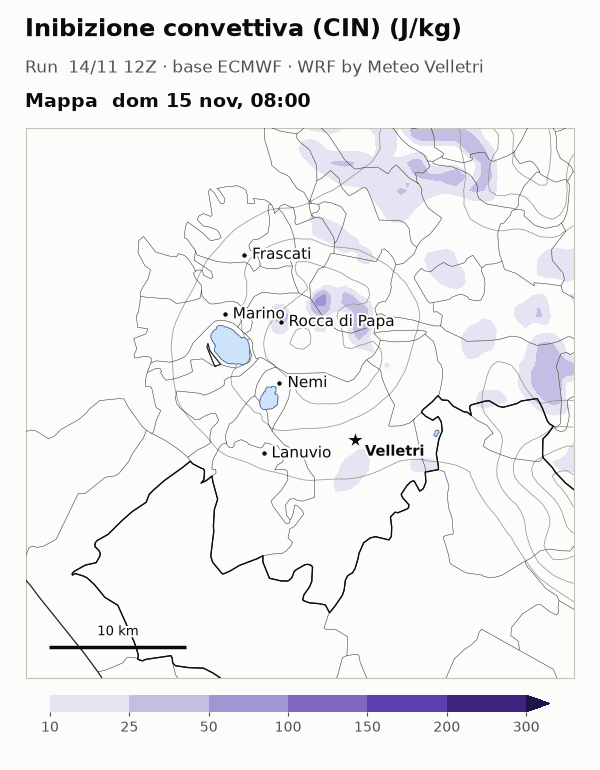 Inibizione convettiva (CIN) (J/kg)
Run 14/11 12Z · base ECMWF · WRF by Meteo Velletri
Mappa dom 15 nov, 08:00
Frascati
Marino
Rocca di Papa
Nemi
Velletri
Lanuvio
10 km
10 25 50 100 150 200 300